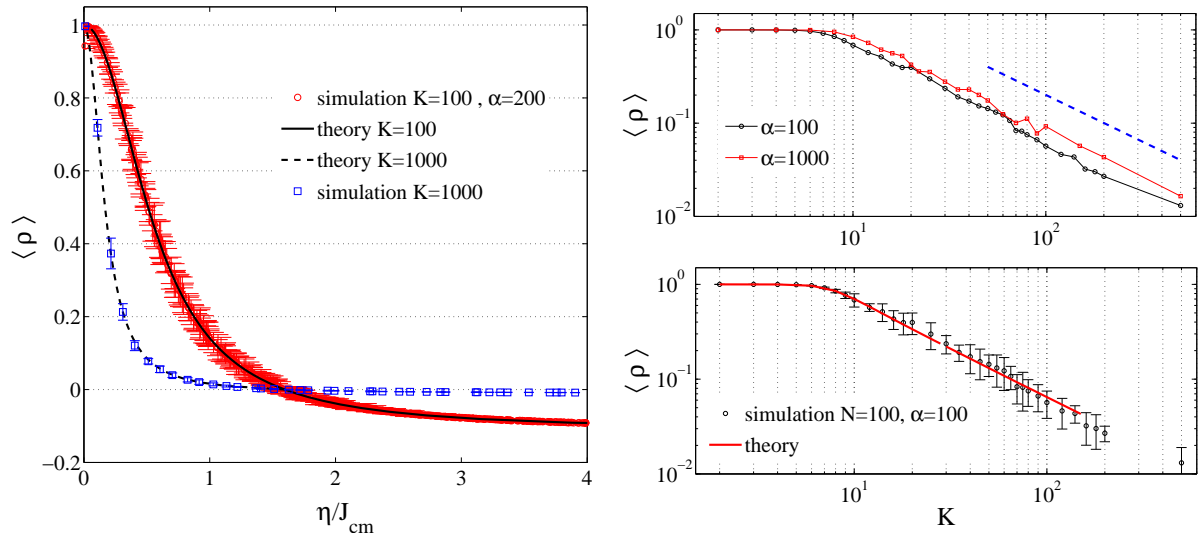 1
0.8
0.6
0.4
0.2
0
−0.2
⟨ ρ ⟩
0
1
2
3
4
η/J_cm
simulation K=100 , α=200
theory K=100
theory K=1000
simulation K=1000
10^0
10^−1
10^−2
⟨ ρ ⟩
10^1
10^2
α=100
α=1000
10^0
10^−1
10^−2
⟨ ρ ⟩
10^1
10^2
K
simulation N=100, α=100
theory